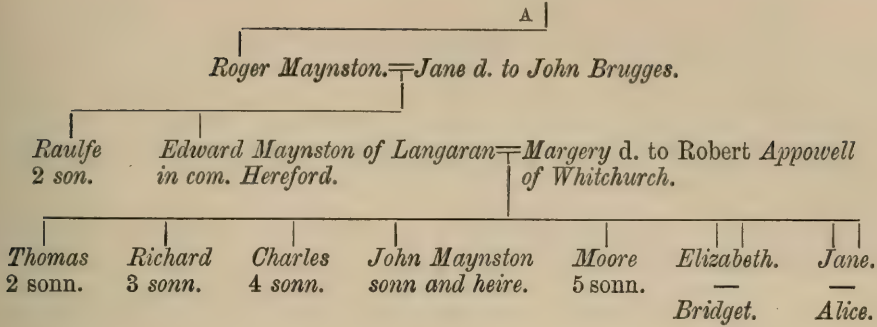 A
Roger Maynston.=Jane d. to John Brugges.
Raulfe
2 son.
Edward Maynston of Langaran=Margery d. to Robert Appowell
in com. Hereford.
of Whitchurch.
Thomas
2 sonn.
Richard
3 sonn.
Charles
4 sonn.
John Maynston
sonn and heire.
Moore
5 sonn.
Elizabeth.
—
Bridget.
Jane.
—
Alice.